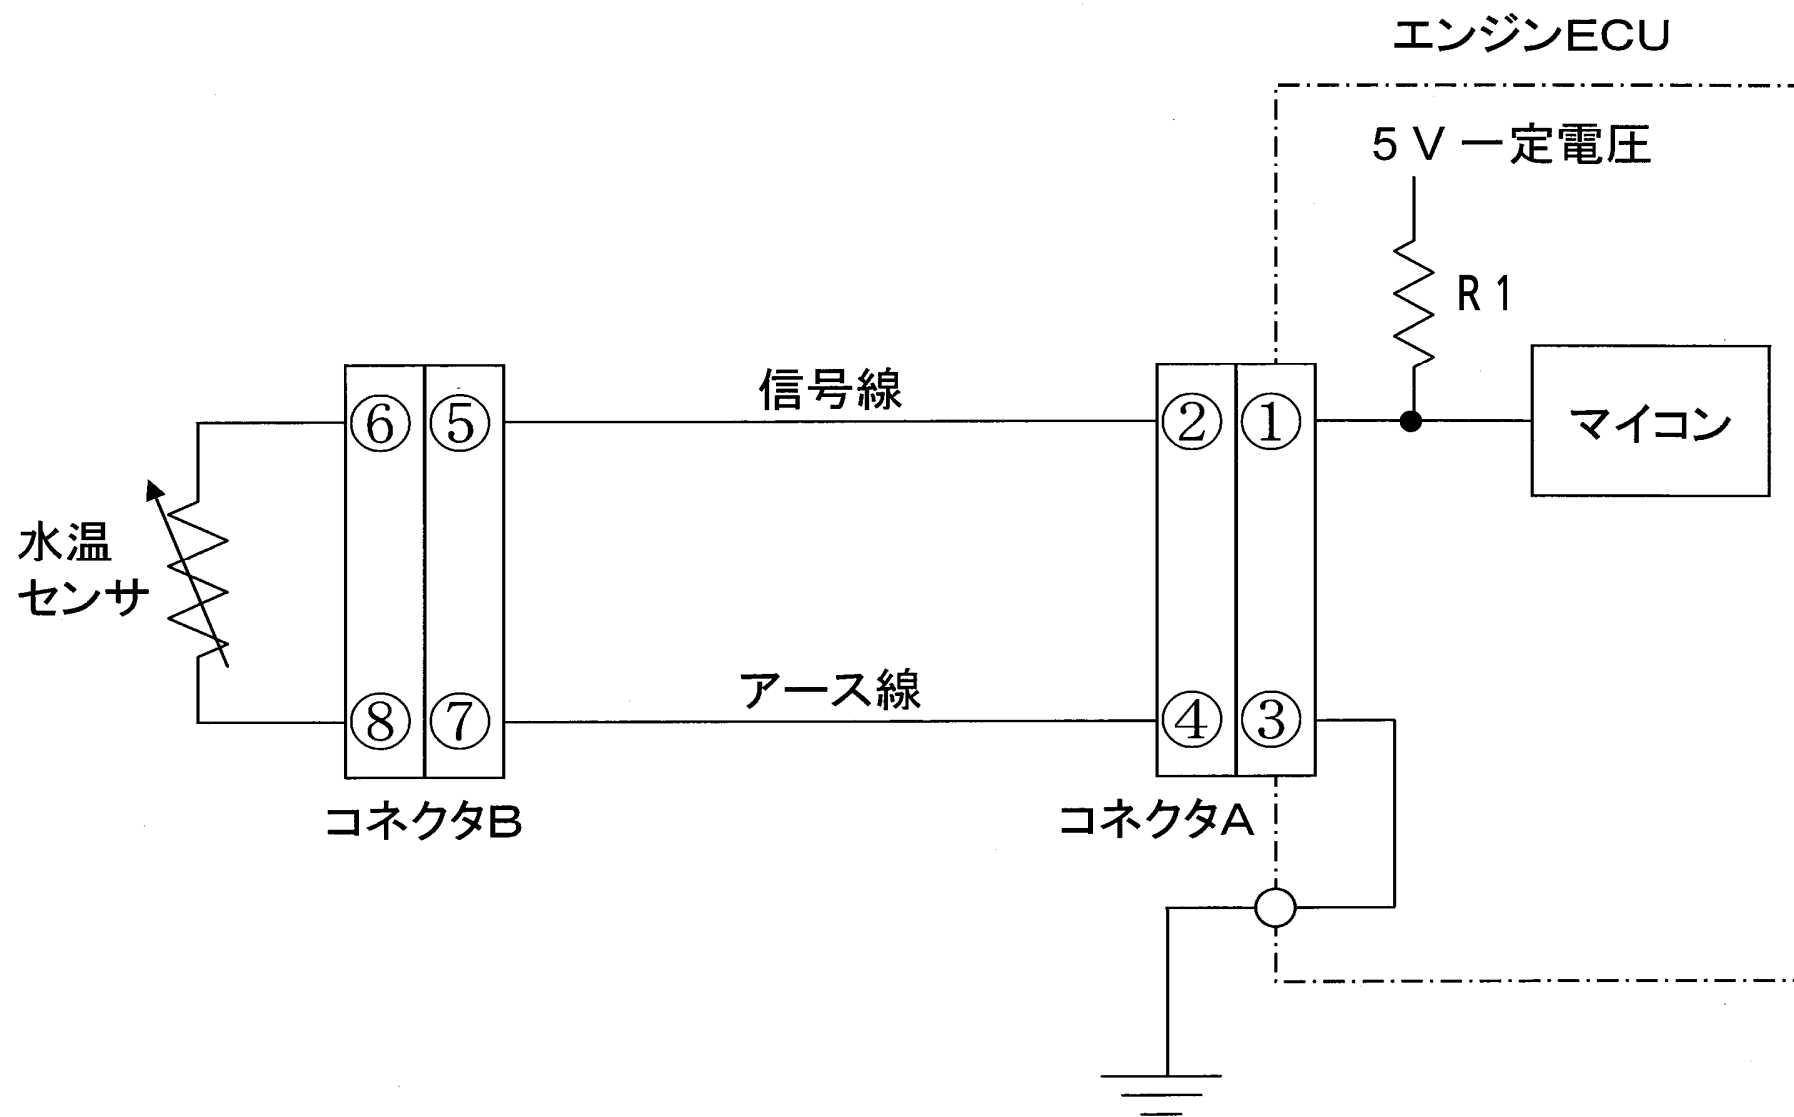 エンジンECU
5V一定電圧
R1
信号線
⑥ ⑤ ② ①
マイコン
水温
センサ
アース線
⑧ ⑦ ④ ③
コネクタB
コネクタA